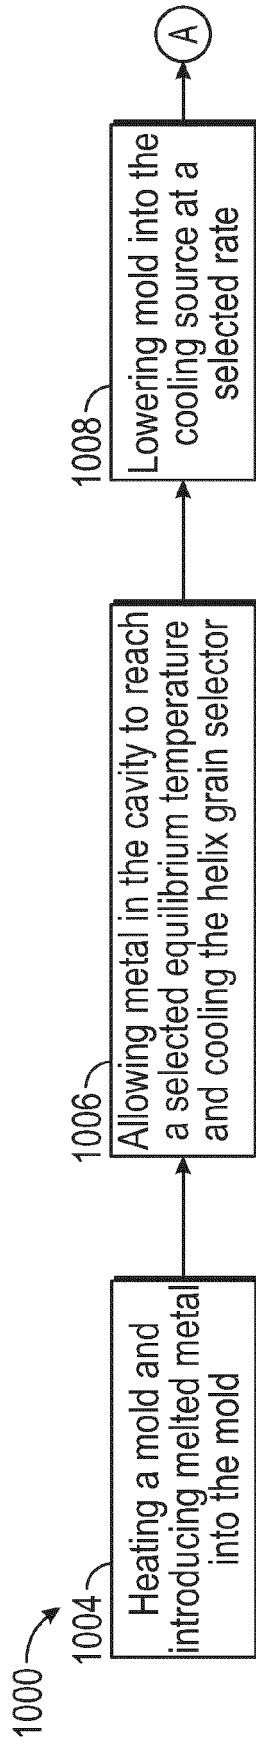 1000
1004
Heating a mold and
introducing melted metal
into the mold
1006
Allowing metal in the cavity to reach
a selected equilibrium temperature
and cooling the helix grain selector
1008
Lowering mold into the
cooling source at a
selected rate
A